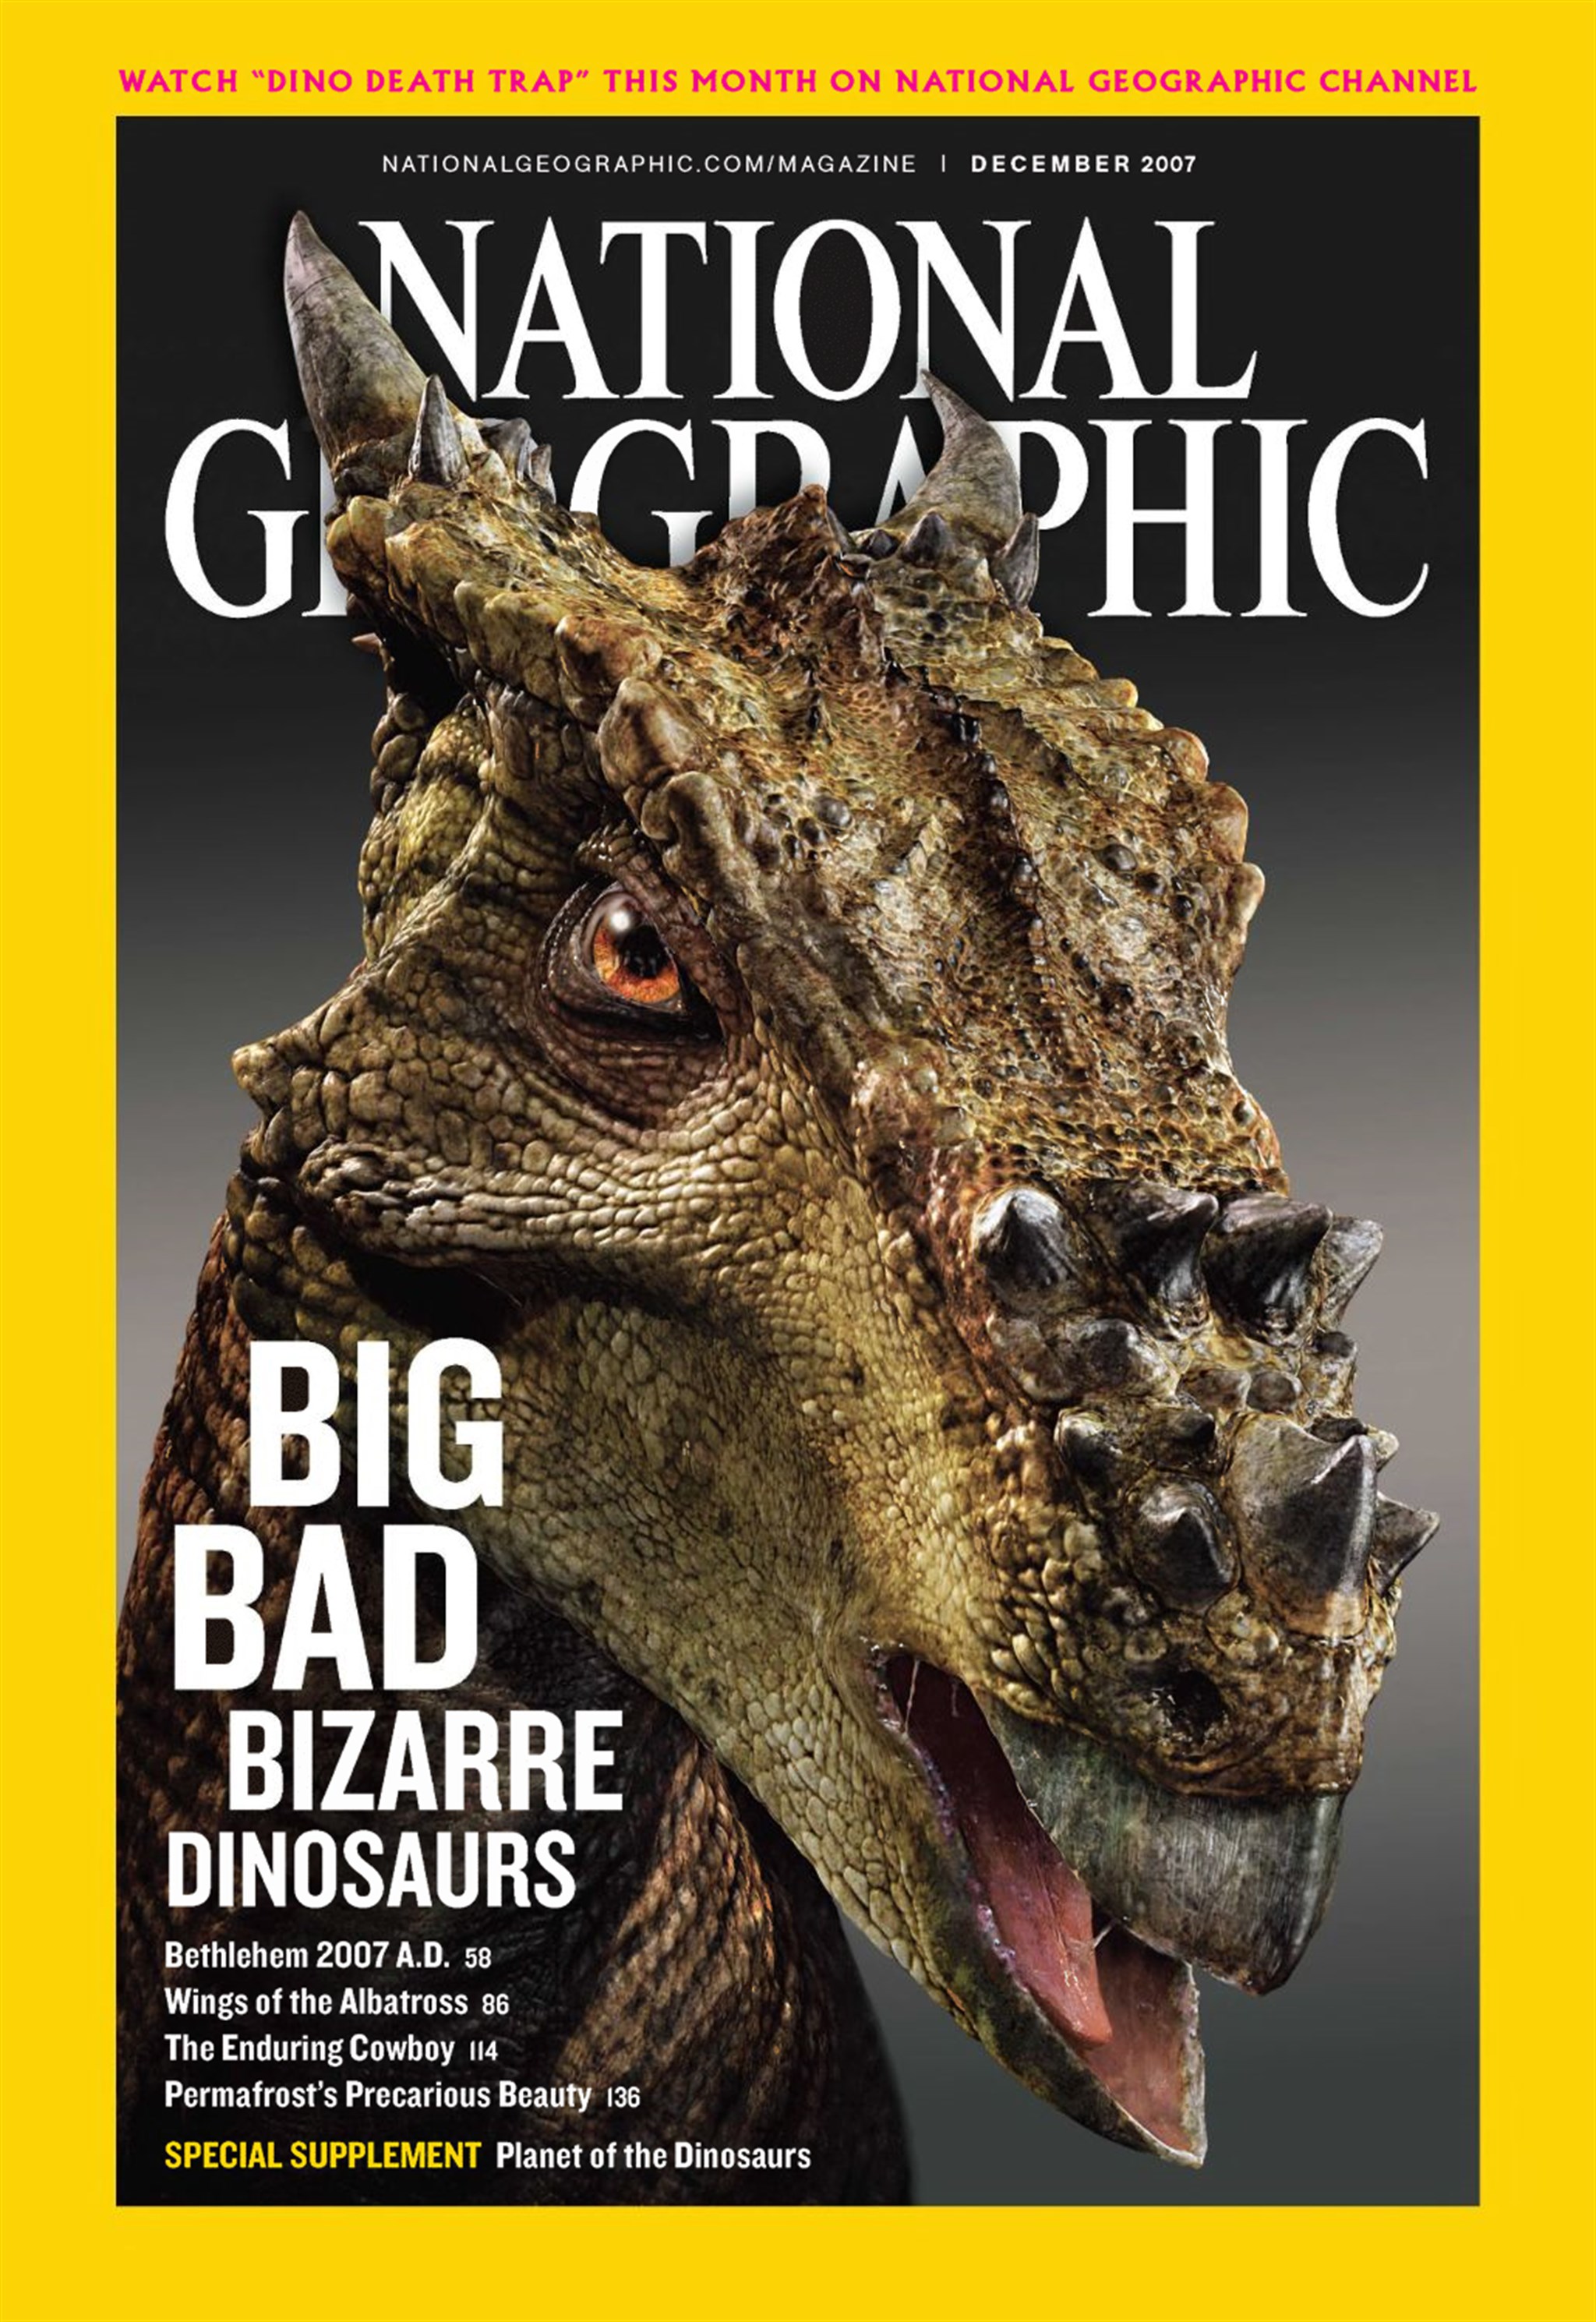 WATCH “DINO DEATH TRAP” THIS MONTH ON NATIONAL GEOGRAPHIC CHANNEL
NATIONALGEOGRAPHIC.COM/MAGAZINE | DECEMBER 2007
NATIONAL
GEOGRAPHIC
BIG
BAD
BIZARRE
DINOSAURS
Bethlehem 2007 A.D. 58
Wings of the Albatross 86
The Enduring Cowboy 114
Permafrost’s Precarious Beauty 136
SPECIAL SUPPLEMENT Planet of the Dinosaurs